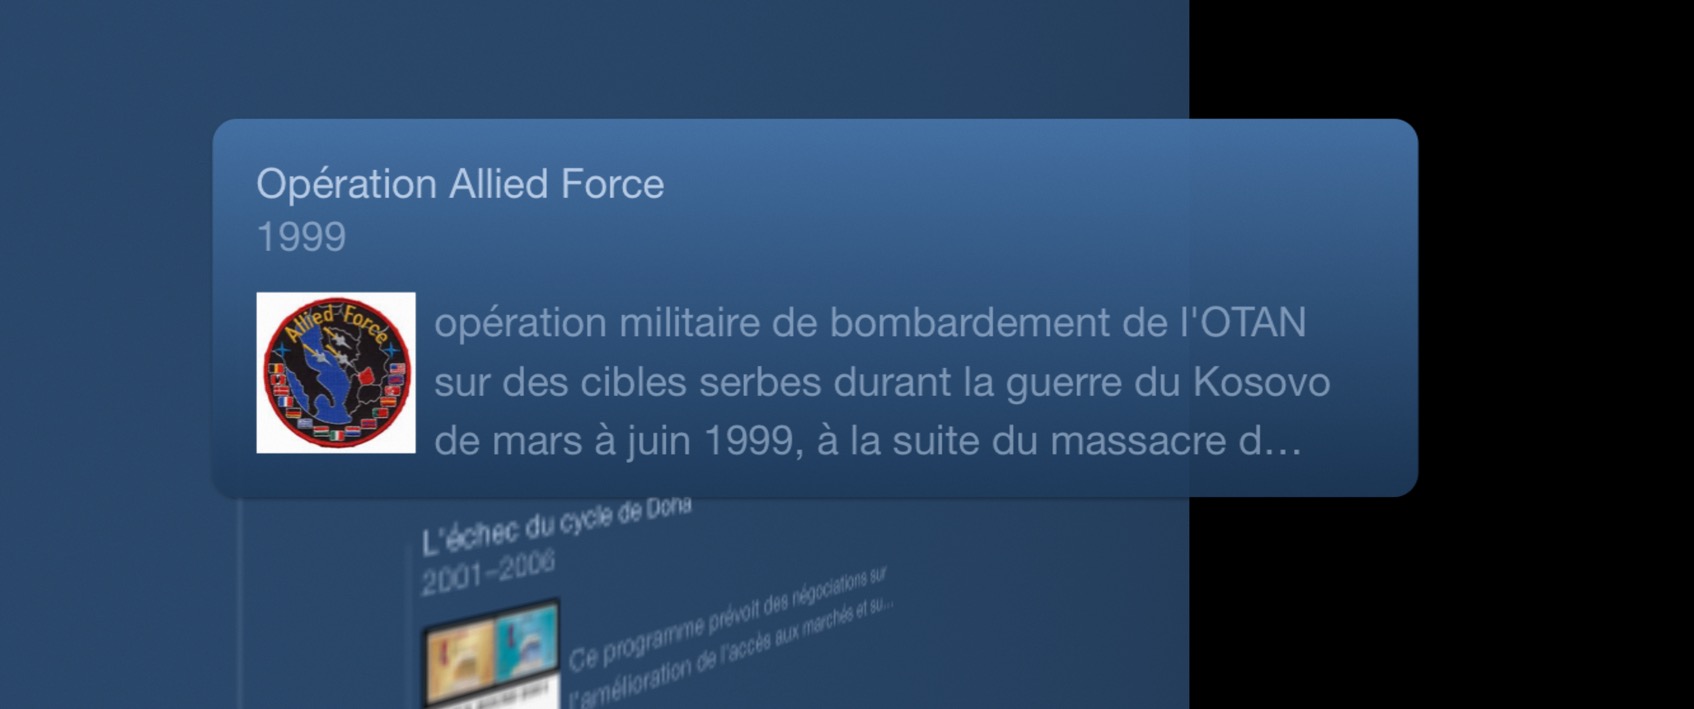 Opération Allied Force
1999
Allied Force
opération militaire de bombardement de l'OTAN
sur des cibles serbes durant la guerre du Kosovo
de mars à juin 1999, à la suite du massacre d...
L'échec du cycle de Doha
2001–2006
Ce programme prévoit des négociations sur
l'amélioration de l'accès aux marchés et su...